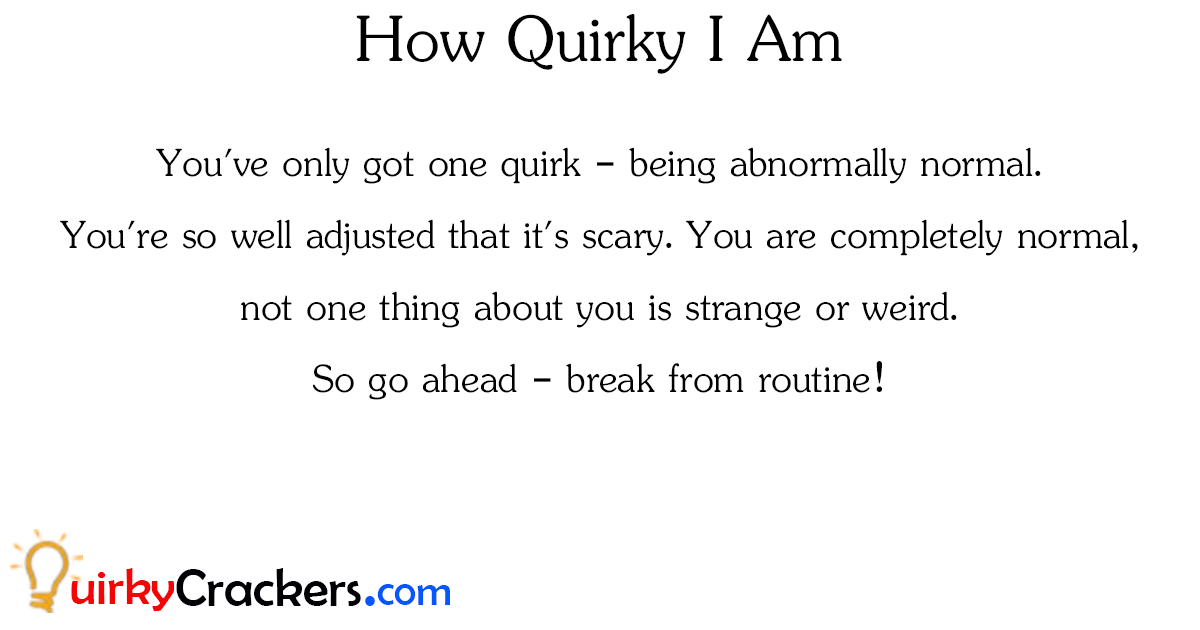 How Quirky I Am
You've only got one quirk - being abnormally normal.
You're so well adjusted that it's scary. You are completely normal,
not one thing about you is strange or weird.
So go ahead - break from routine!
QuirkyCrackers.com